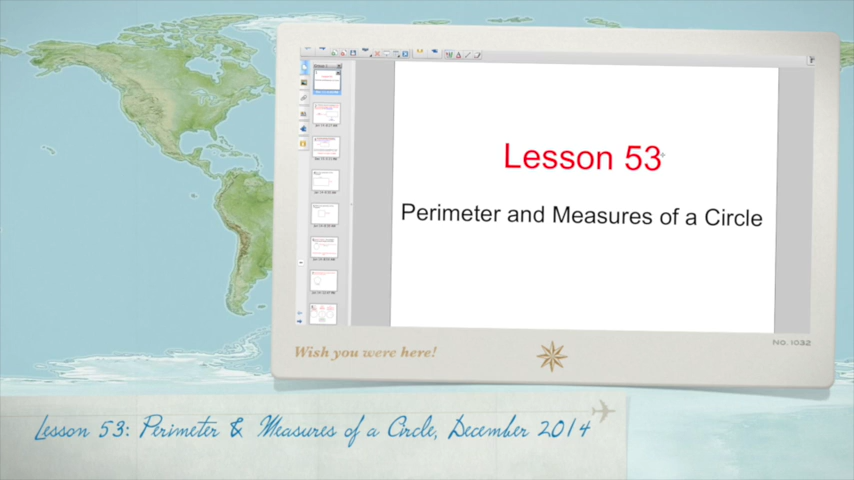 Lesson 53
Perimeter and Measures of a Circle
Wish you were here!
NO. 1032
Lesson 53: Perimeter & Measures of a Circle, December 2014